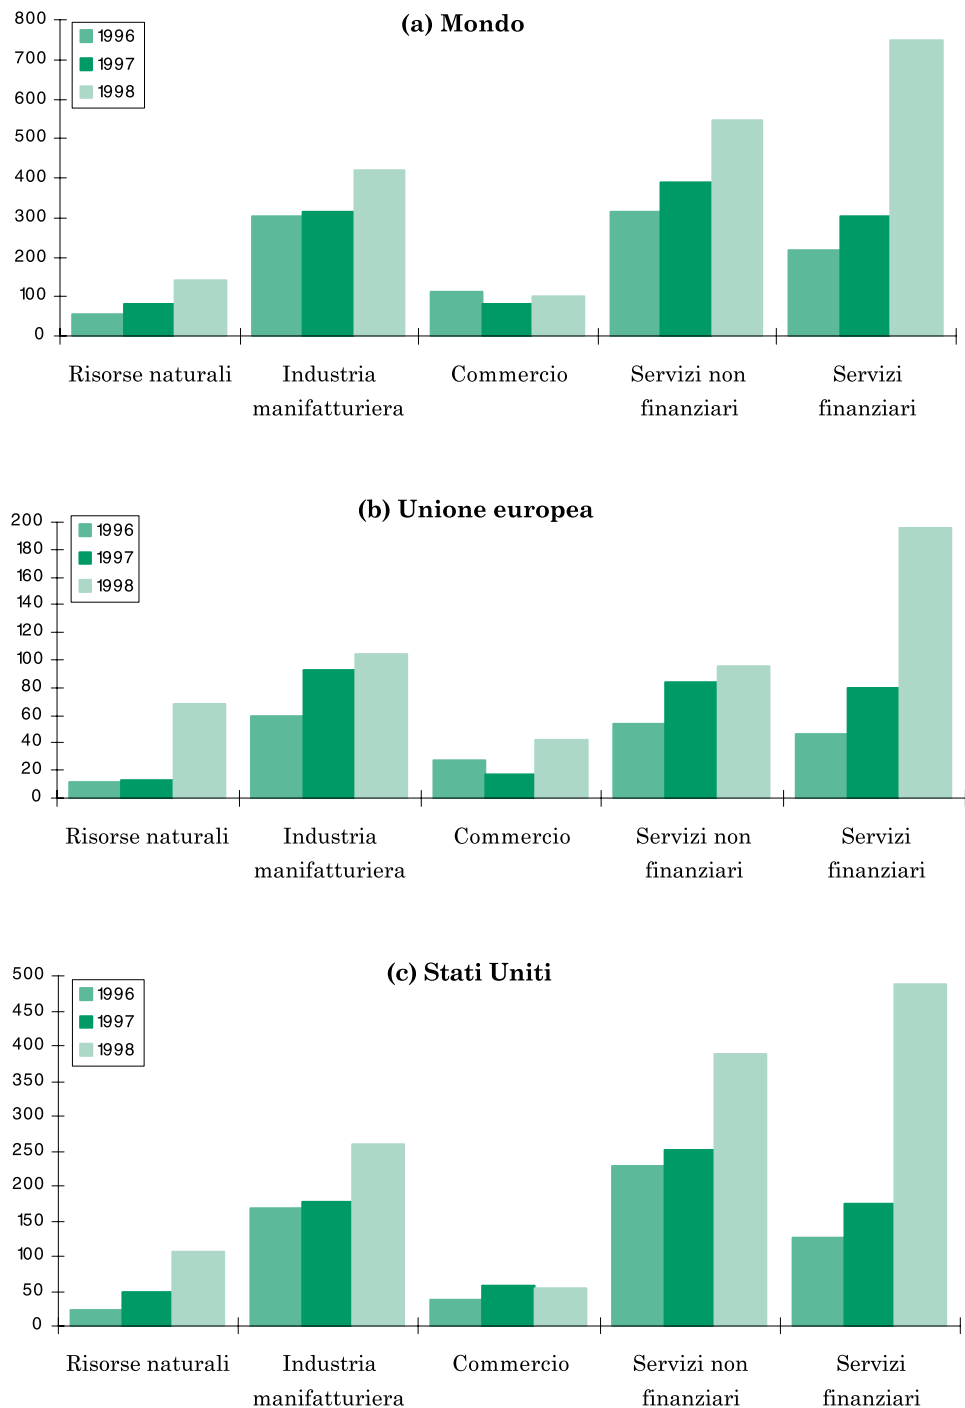 (a) Mondo
800
700
600
500
400
300
200
100
0
1996
1997
1998
Risorse naturali
Industria
manifatturiera
Commercio
Servizi non
finanziari
Servizi
finanziari
(b) Unione europea
200
180
160
140
120
100
80
60
40
20
0
1996
1997
1998
Risorse naturali
Industria
manifatturiera
Commercio
Servizi non
finanziari
Servizi
finanziari
(c) Stati Uniti
500
450
400
350
300
250
200
150
100
50
0
1996
1997
1998
Risorse naturali
Industria
manifatturiera
Commercio
Servizi non
finanziari
Servizi
finanziari